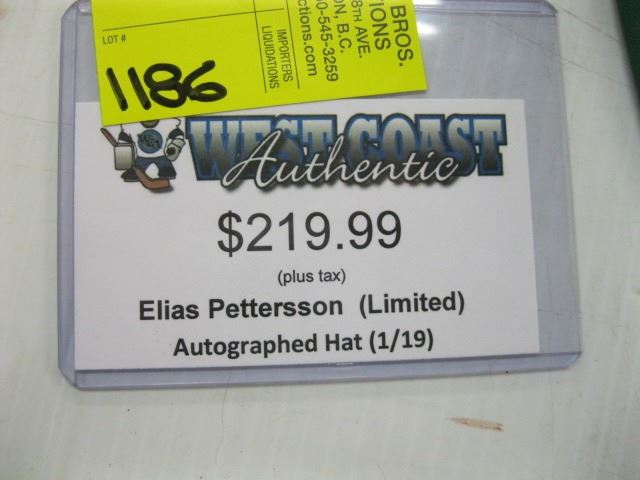 BROS.
TIONS
8TH AVE.
ON, B.C.
0-545-3259
ctions.com
IMPORTERS
LIQUIDATIONS
LOT #
1186
WEST COAST
Authentic
$219.99
(plus tax)
Elias Pettersson (Limited)
Autographed Hat (1/19)